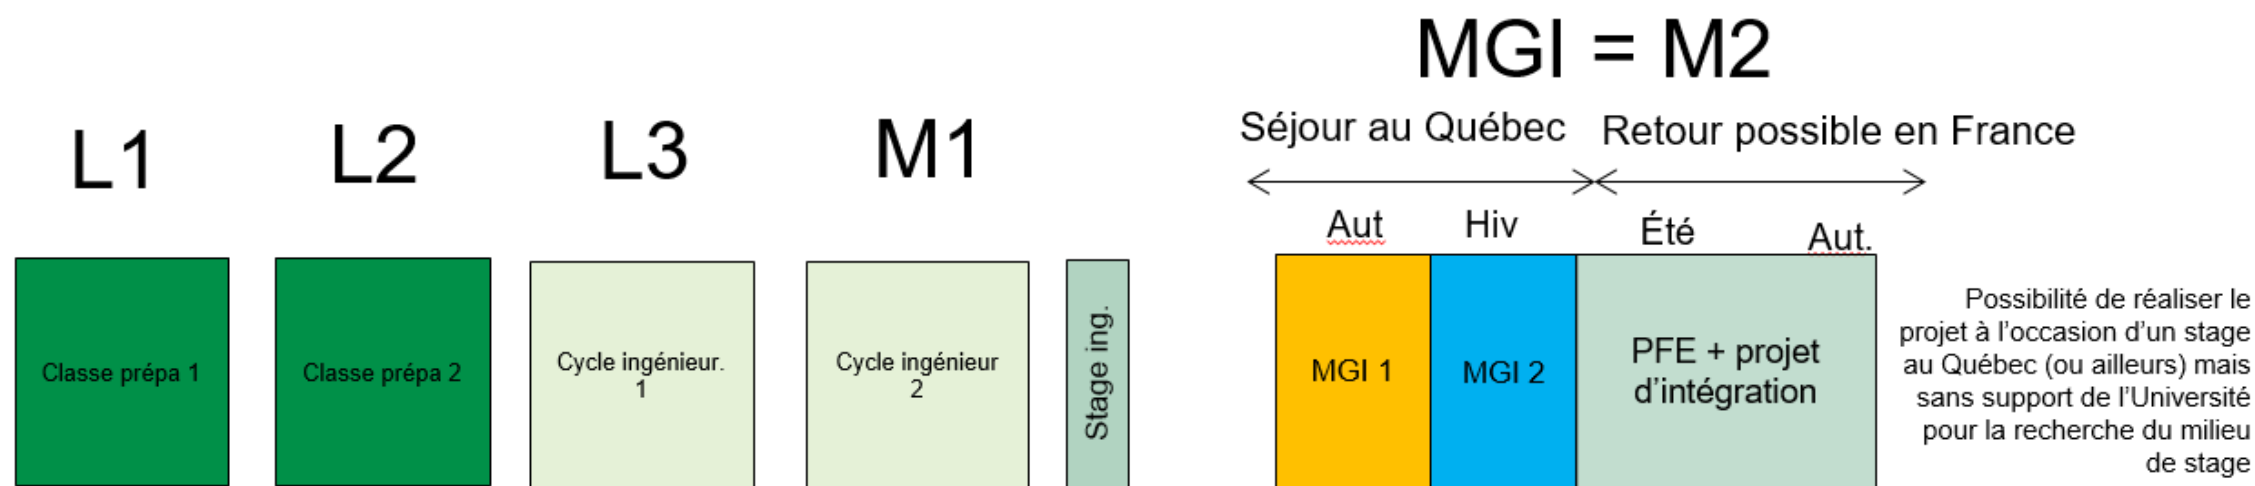 MGI = M2
L1
L2
L3
M1
Séjour au Québec
Retour possible en France
Aut
Hiv
Été
Aut.
Classe prépa 1
Classe prépa 2
Cycle ingénieur.
1
Cycle ingénieur
2
Stage ing.
MGI 1
MGI 2
PFE + projet
d’intégration
Possibilité de réaliser le
projet à l’occasion d’un stage
au Québec (ou ailleurs) mais
sans support de l’Université
pour la recherche du milieu
de stage